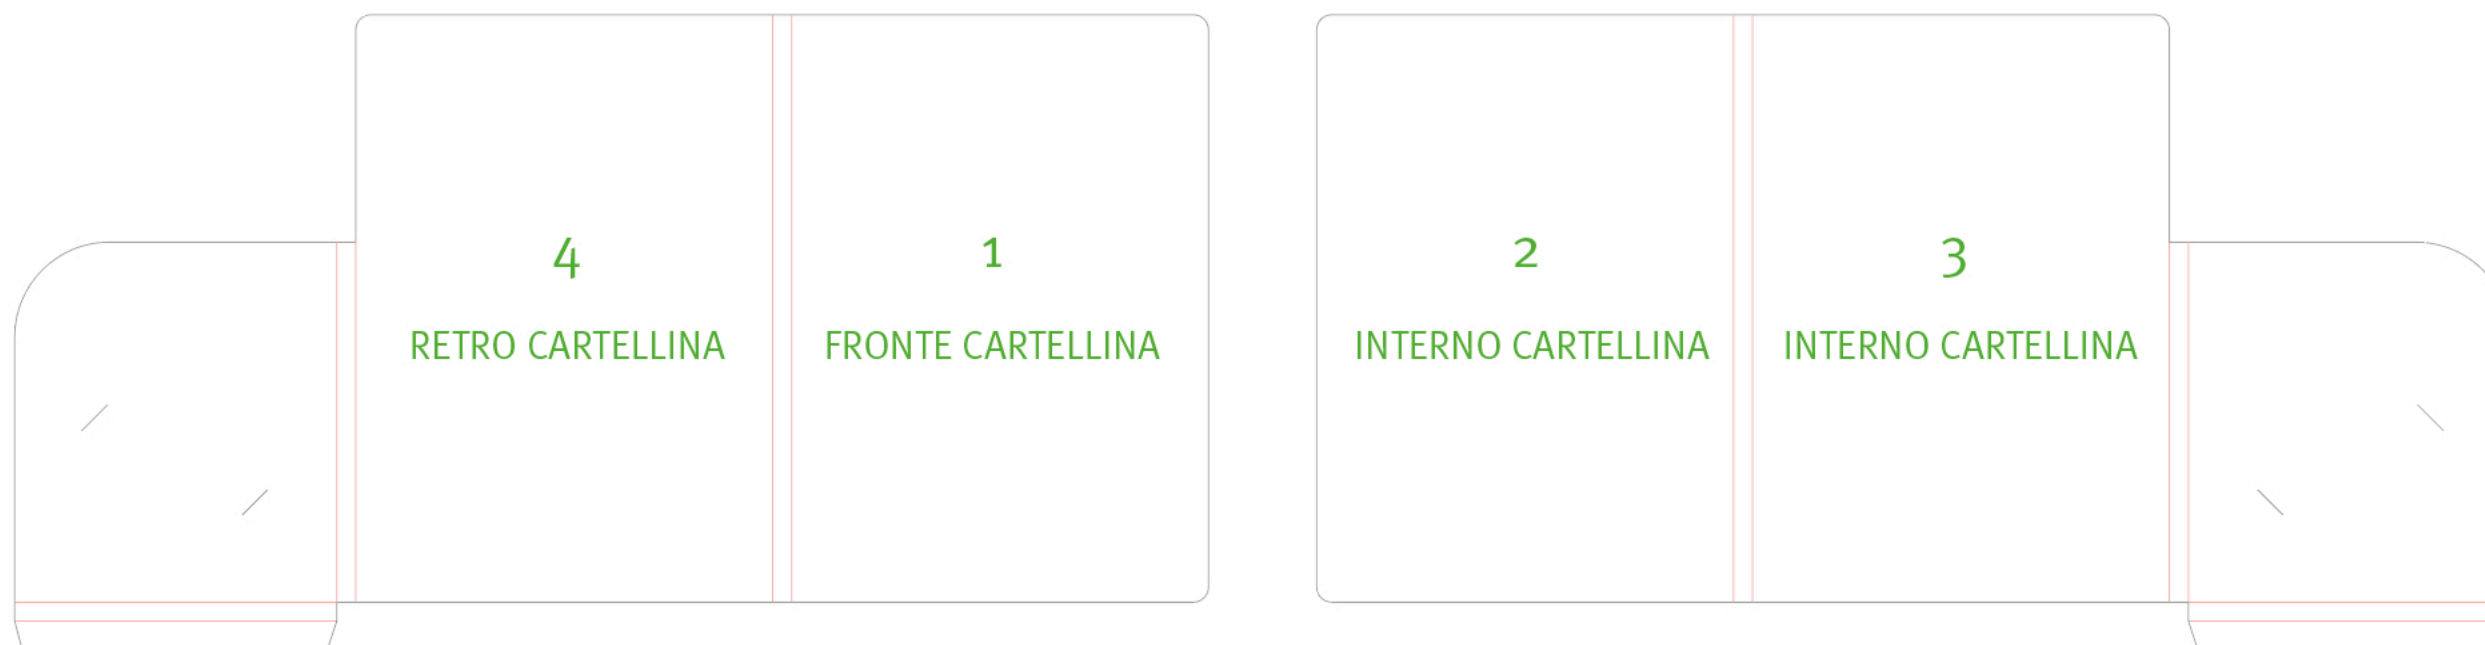 4
RETRO CARTELLINA
1
FRONTE CARTELLINA
2
INTERNO CARTELLINA
3
INTERNO CARTELLINA